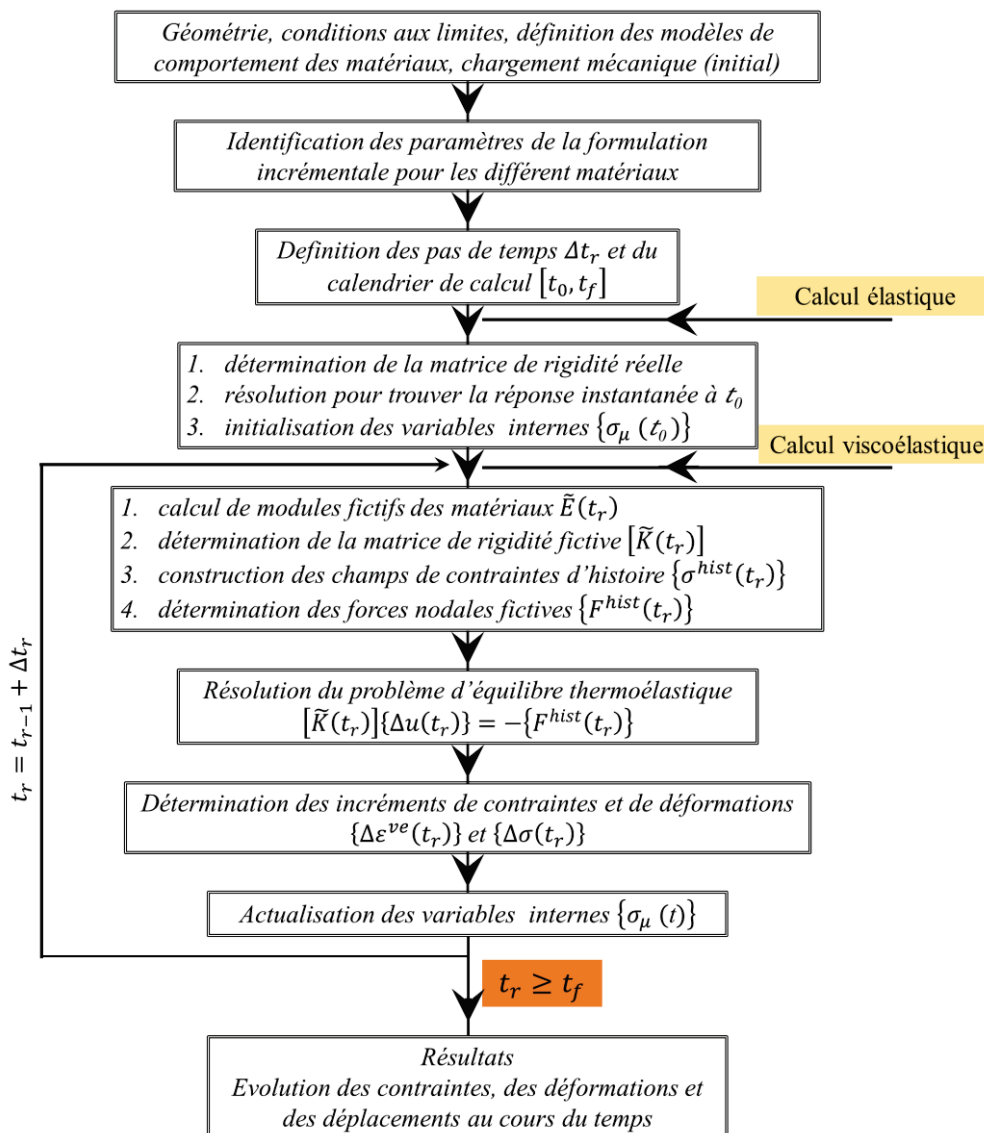 Géométrie, conditions aux limites, définition des modèles de
comportement des matériaux, chargement mécanique (initial)
Identification des paramètres de la formulation
incrémentale pour les différent matériaux
Definition des pas de temps Δt_r et du
calendrier de calcul [t_0, t_f]
Calcul élastique
1. détermination de la matrice de rigidité réelle
2. résolution pour trouver la réponse instantanée à t_0
3. initialisation des variables internes {σ_μ (t_0)}
Calcul viscoélastique
1. calcul de modules fictifs des matériaux Ẽ(t_r)
2. détermination de la matrice de rigidité fictive [K̃(t_r)]
3. construction des champs de contraintes d’histoire {σ^hist(t_r)}
4. détermination des forces nodales fictives {F^hist(t_r)}
t_r = t_{r−1} + Δt_r
Résolution du problème d’équilibre thermoélastique
[K̃(t_r)]{Δu(t_r)} = −{F^hist(t_r)}
Détermination des incréments de contraintes et de déformations
{Δε^ve(t_r)} et {Δσ(t_r)}
Actualisation des variables internes {σ_μ (t)}
t_r ≥ t_f
Résultats
Evolution des contraintes, des déformations et
des déplacements au cours du temps